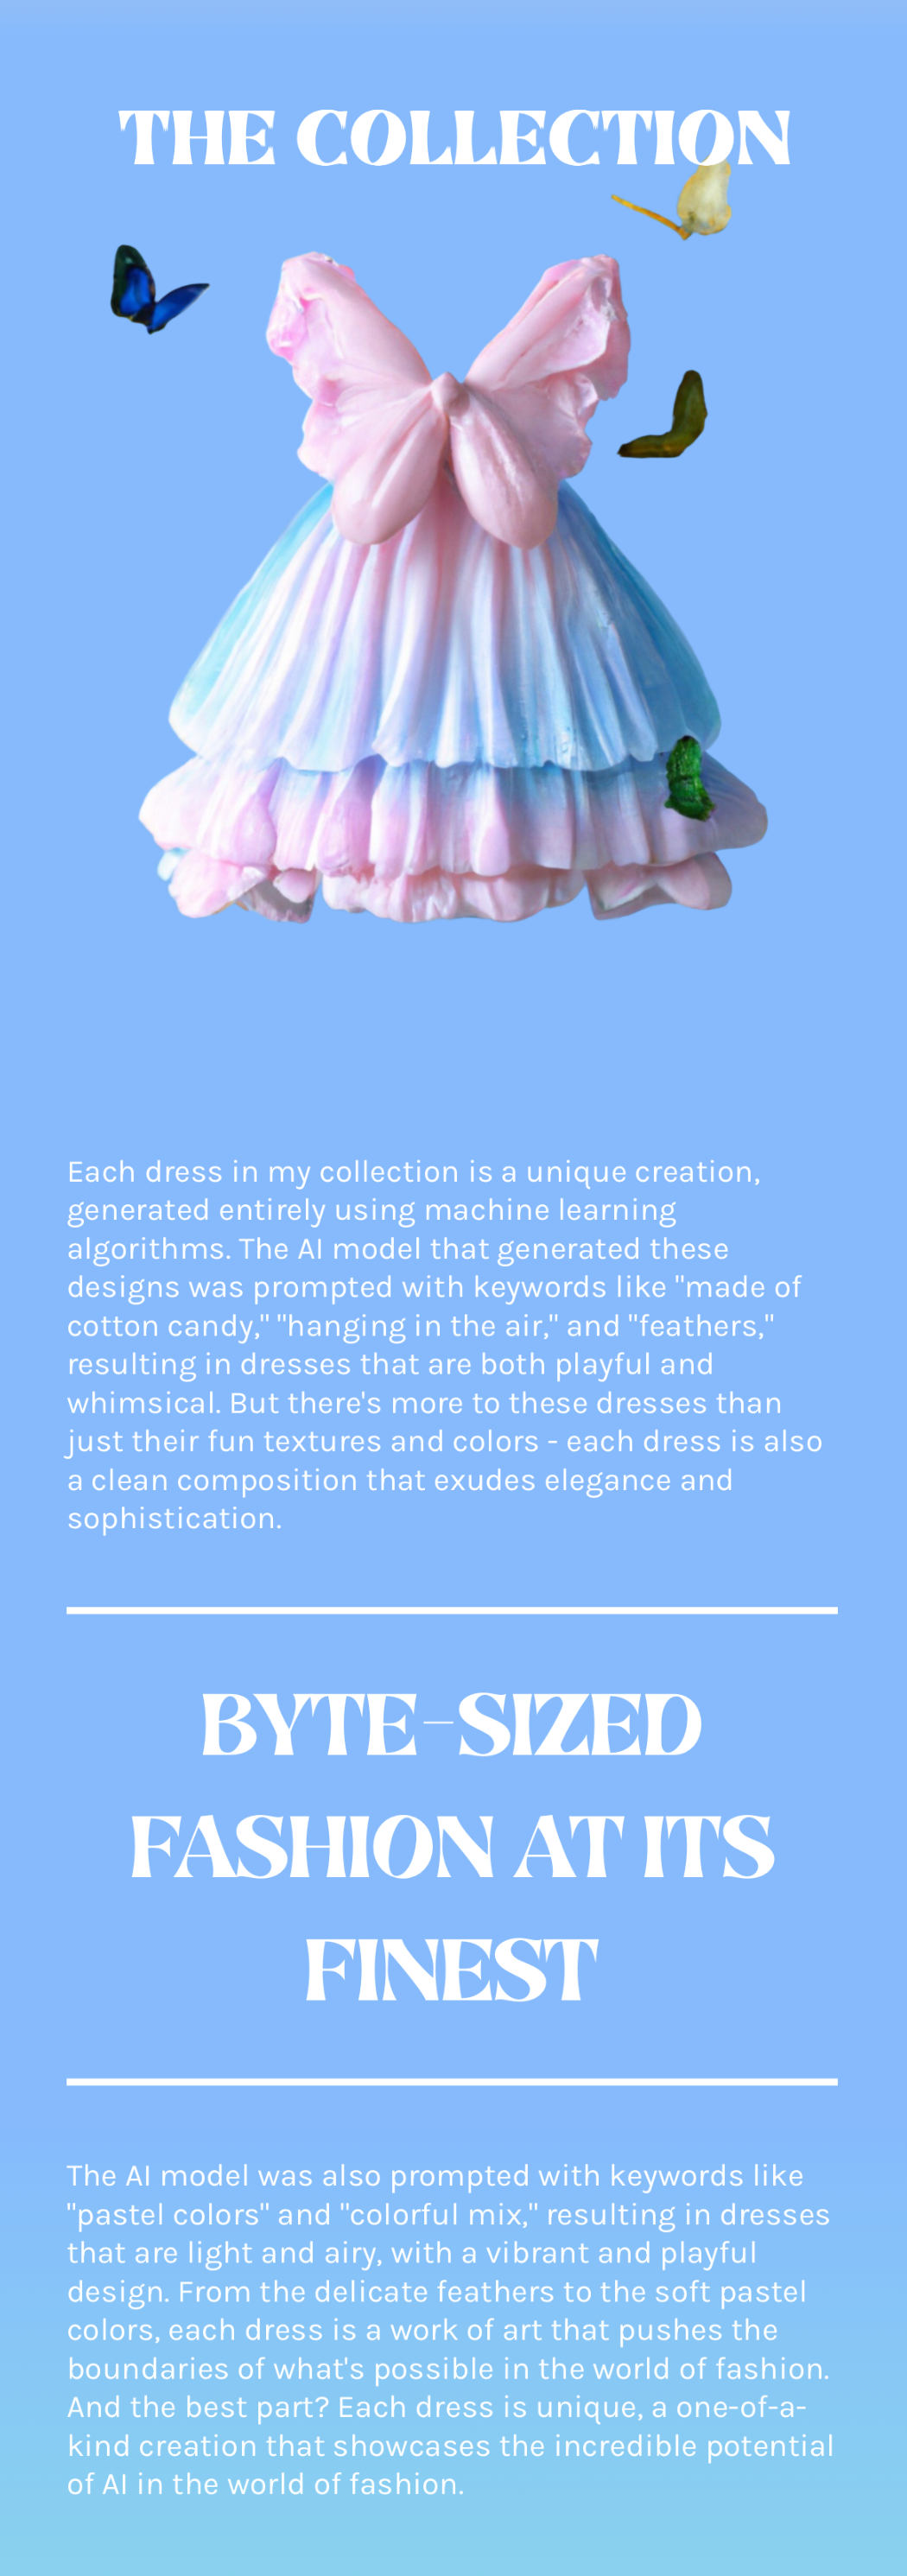 THE COLLECTION
Each dress in my collection is a unique creation,
generated entirely using machine learning
algorithms. The AI model that generated these
designs was prompted with keywords like "made of
cotton candy," "hanging in the air," and "feathers,"
resulting in dresses that are both playful and
whimsical. But there's more to these dresses than
just their fun textures and colors - each dress is also
a clean composition that exudes elegance and
sophistication.
BYTE-SIZED
FASHION AT ITS
FINEST
The AI model was also prompted with keywords like
"pastel colors" and "colorful mix," resulting in dresses
that are light and airy, with a vibrant and playful
design. From the delicate feathers to the soft pastel
colors, each dress is a work of art that pushes the
boundaries of what's possible in the world of fashion.
And the best part? Each dress is unique, a one-of-a-
kind creation that showcases the incredible potential
of AI in the world of fashion.